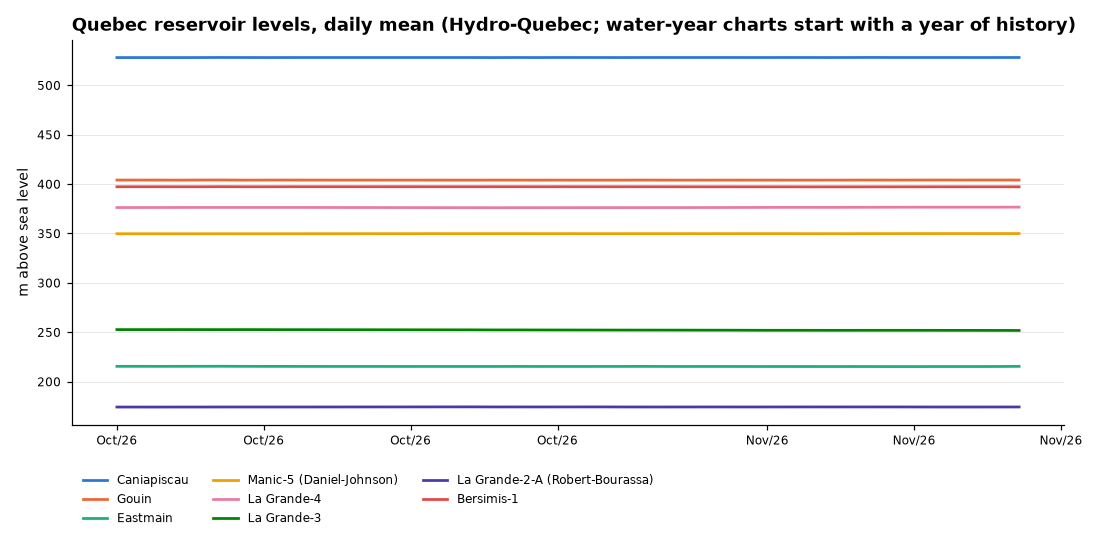 Quebec reservoir levels, daily mean (Hydro-Quebec; water-year charts start with a year of history)
m above sea level
500
450
400
350
300
250
200
Oct/26 Oct/26 Oct/26 Oct/26 Nov/26 Nov/26 Nov/26
Caniapiscau Manic-5 (Daniel-Johnson) La Grande-2-A (Robert-Bourassa)
Gouin La Grande-4 Bersimis-1
Eastmain La Grande-3